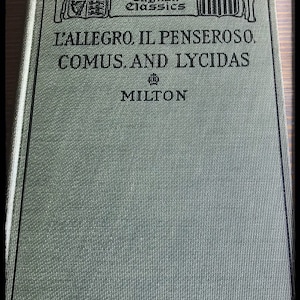 Classics
L'ALLEGRO, IL PENSEROSO,
COMUS, AND LYCIDAS
MILTON